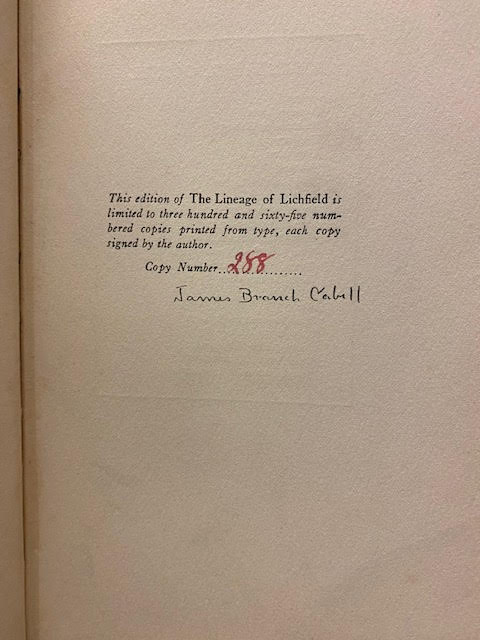 This edition of The Lineage of Lichfield is
limited to three hundred and sixty-five num-
bered copies printed from type, each copy
signed by the author.
Copy Number...288...............
James Branch Cabell